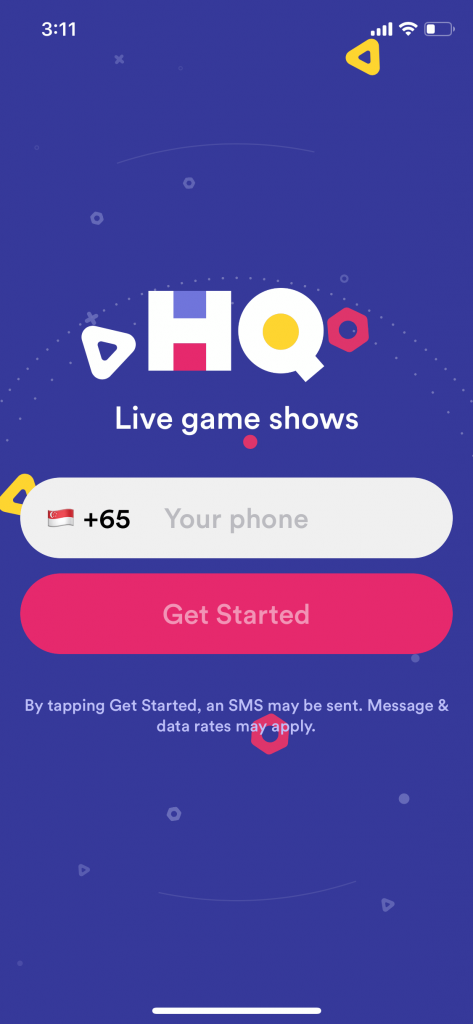 3:11
HQ
Live game shows
+65 Your phone
Get Started
By tapping Get Started, an SMS may be sent. Message &
data rates may apply.